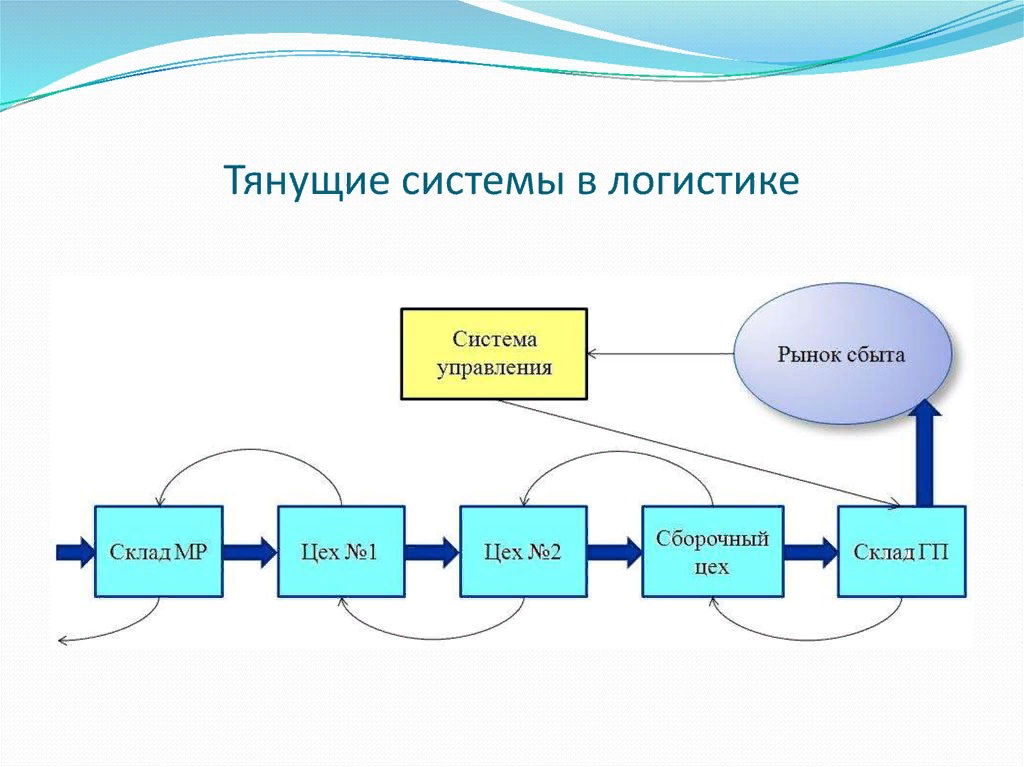 Тянущие системы в логистике
Система
управления
Рынок сбыта
Склад МР
Цех №1
Цех №2
Сборочный
цех
Склад ГП